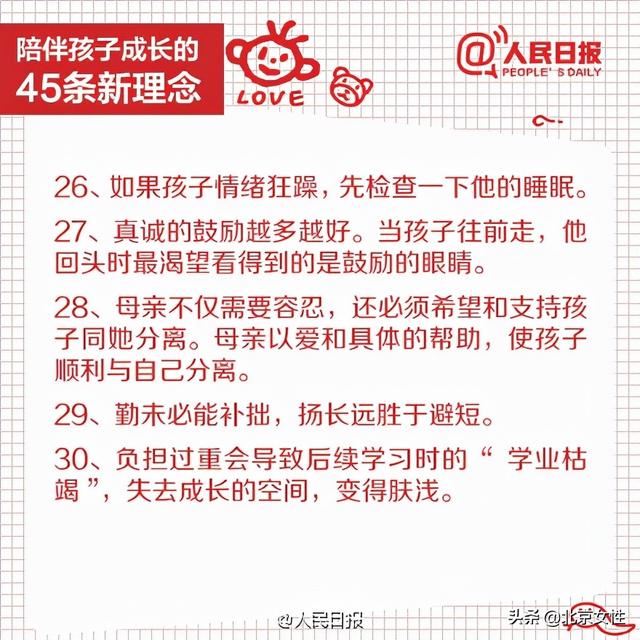 陪伴孩子成长的
45条新理念
LOVE
@人民日报
PEOPLE'S DAILY
26、如果孩子情绪狂躁，先检查一下他的睡眠。
27、真诚的鼓励越多越好。当孩子往前走，他
回头时最渴望看得到的是鼓励的眼睛。
28、母亲不仅需要容忍，还必须希望和支持孩
子同她分离。母亲以爱和具体的帮助，使孩子
顺利与自己分离。
29、勤未必能补拙，扬长远胜于避短。
30、负担过重会导致后续学习时的“学业枯
竭”，失去成长的空间，变得肤浅。
@人民日报
头条 @北京女性